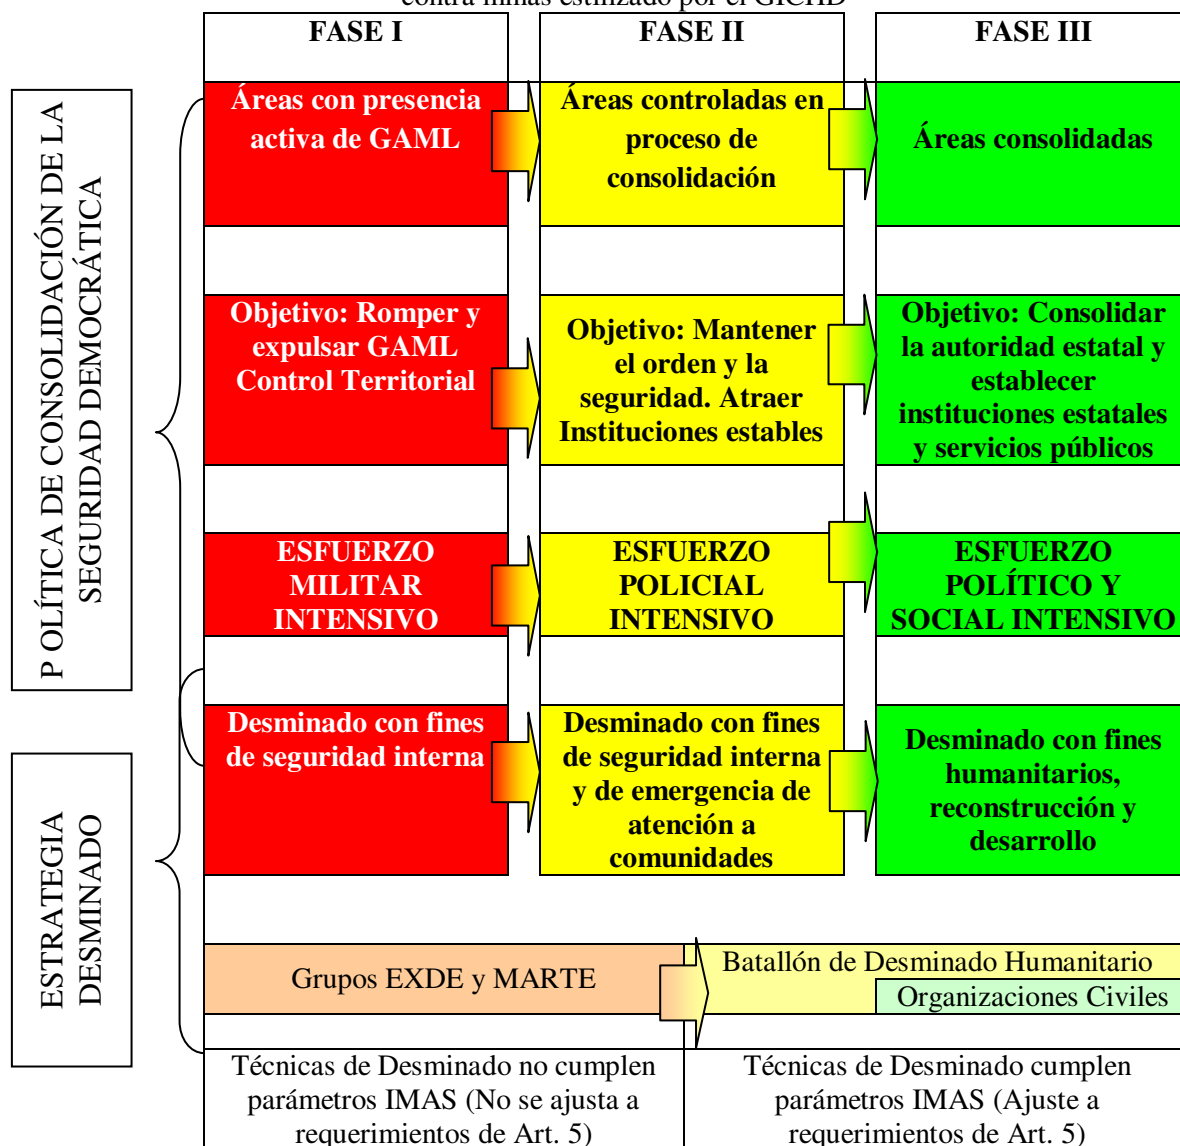 contra minas estilizado por el GICHD
FASE I
FASE II
FASE III
P OLÍTICA DE CONSOLIDACIÓN DE LA
SEGURIDAD DEMOCRÁTICA
Áreas con presencia
activa de GAML
Áreas controladas en
proceso de
consolidación
Áreas consolidadas
Objetivo: Romper y
expulsar GAML
Control Territorial
Objetivo: Mantener
el orden y la
seguridad. Atraer
Instituciones estables
Objetivo: Consolidar
la autoridad estatal y
establecer
instituciones estatales
y servicios públicos
ESFUERZO
MILITAR
INTENSIVO
ESFUERZO
POLICIAL
INTENSIVO
ESFUERZO
POLÍTICO Y
SOCIAL INTENSIVO
ESTRATEGIA
DESMINADO
Desminado con fines
de seguridad interna
Desminado con fines
de seguridad interna
y de emergencia de
atención a
comunidades
Desminado con fines
humanitarios,
reconstrucción y
desarrollo
Grupos EXDE y MARTE
Batallón de Desminado Humanitario
Organizaciones Civiles
Técnicas de Desminado no cumplen
parámetros IMAS (No se ajusta a
requerimientos de Art. 5)
Técnicas de Desminado cumplen
parámetros IMAS (Ajuste a
requerimientos de Art. 5)